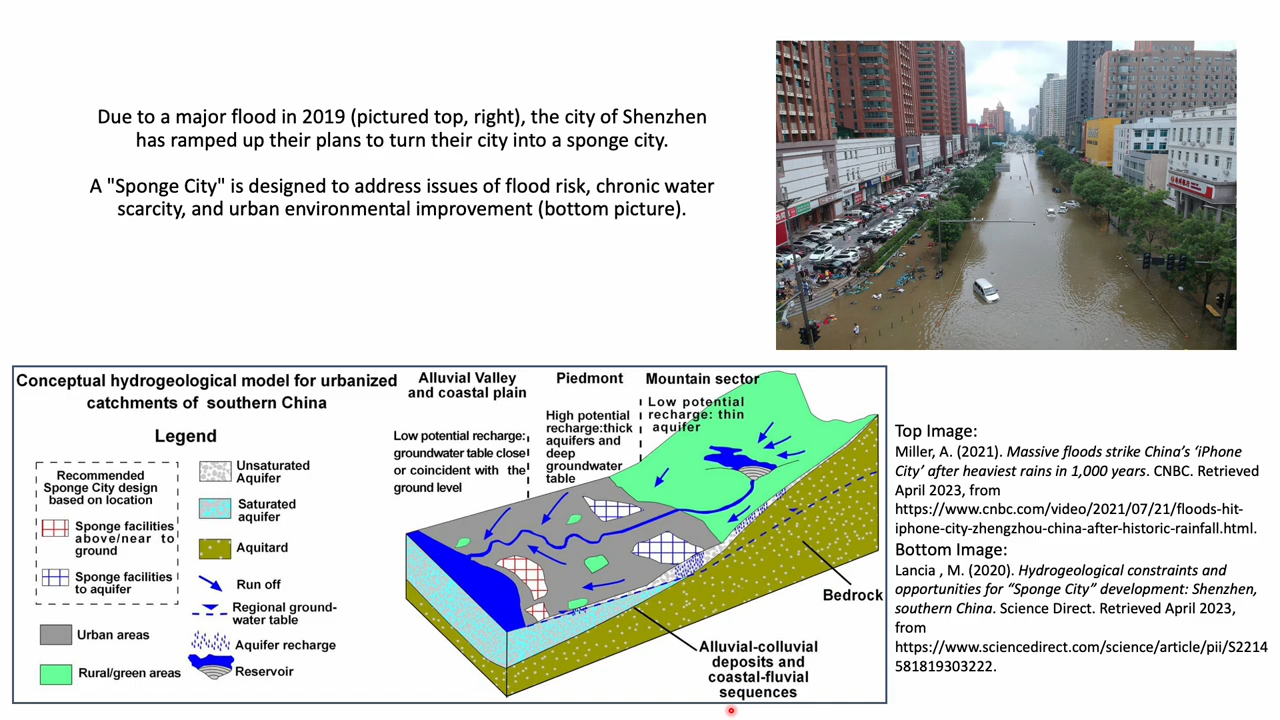 Due to a major flood in 2019 (pictured top, right), the city of Shenzhen
has ramped up their plans to turn their city into a sponge city.
A "Sponge City" is designed to address issues of flood risk, chronic water
scarcity, and urban environmental improvement (bottom picture).
Conceptual hydrogeological model for urbanized
catchments of southern China
Legend
Recommended
Sponge City design
based on location
Sponge facilities
above/near to
ground
Sponge facilities
to aquifer
Urban areas
Rural/green areas
Unsaturated
Aquifer
Saturated
aquifer
Aquitard
Run off
Regional ground-
water table
Aquifer recharge
Reservoir
Alluvial Valley
and coastal plain
Low potential recharge:
groundwater table close
or coincident with the
ground level
Piedmont
High potential
recharge:thick
aquifers and
deep
groundwater
table
Mountain sector
Low potential
recharge: thin
aquifer
Bedrock
Alluvial-colluvial
deposits and
coastal-fluvial
sequences
Top Image:
Miller, A. (2021). Massive floods strike China's 'iPhone
City' after heaviest rains in 1,000 years. CNBC. Retrieved
April 2023, from
https://www.cnbc.com/video/2021/07/21/floods-hit-
iphone-city-zhengzhou-china-after-historic-rainfall.html.
Bottom Image:
Lancia , M. (2020). Hydrogeological constraints and
opportunities for "Sponge City" development: Shenzhen,
southern China. Science Direct. Retrieved April 2023,
from
https://www.sciencedirect.com/science/article/pii/S2214
581819303222.